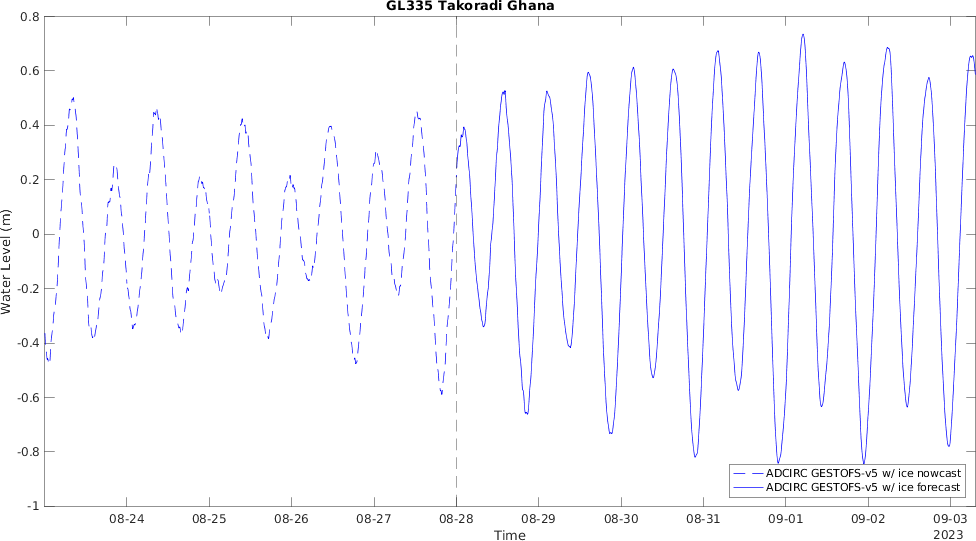 GL335 Takoradi Ghana
0.8
0.6
0.4
0.2
0
-0.2
-0.4
-0.6
-0.8
-1
Water Level (m)
ADCIRC GESTOFS-v5 w/ ice nowcast
ADCIRC GESTOFS-v5 w/ ice forecast
08-24 08-25 08-26 08-27 08-28 08-29 08-30 08-31 09-01 09-02 09-03
Time 2023